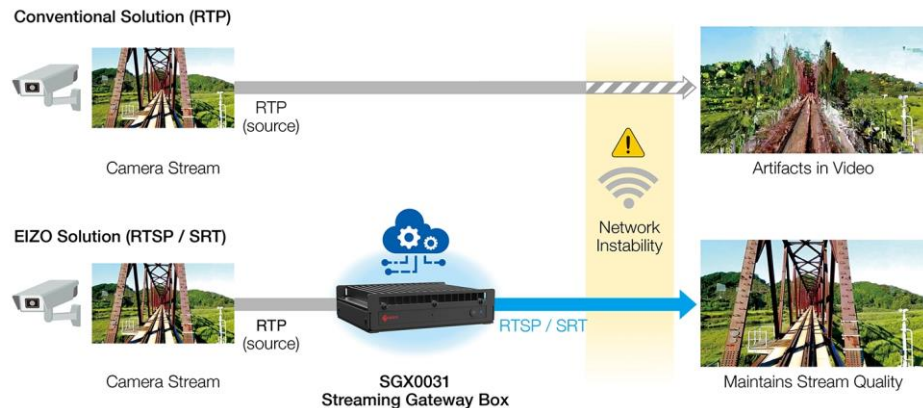 Conventional Solution (RTP)
RTP
(source)
Camera Stream
Artifacts in Video
Network
Instability
EIZO Solution (RTSP / SRT)
RTP
(source)
RTSP / SRT
Camera Stream
SGX0031
Streaming Gateway Box
Maintains Stream Quality